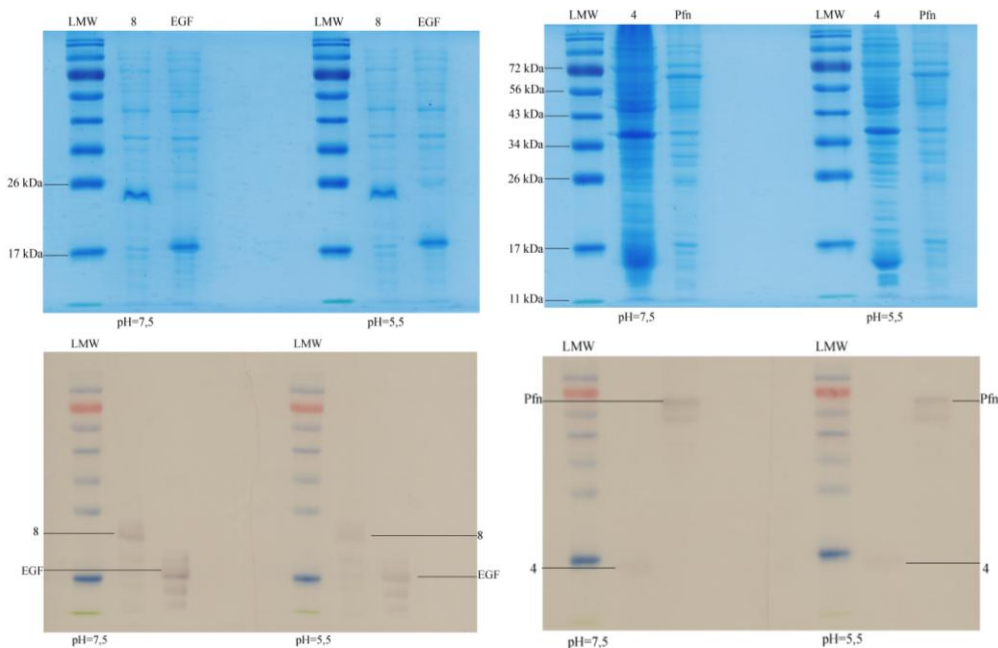 LMW 8 EGF LMW 8 EGF
26 kDa
17 kDa
pH=7,5 pH=5,5
LMW 4 Pfn LMW 4 Pfn
72 kDa
56 kDa
43 kDa
34 kDa
26 kDa
17 kDa
11 kDa
pH=7,5 pH=5,5
LMW LMW
8 8
EGF EGF
pH=7,5 pH=5,5
LMW LMW
Pfn Pfn
4 4
pH=7,5 pH=5,5